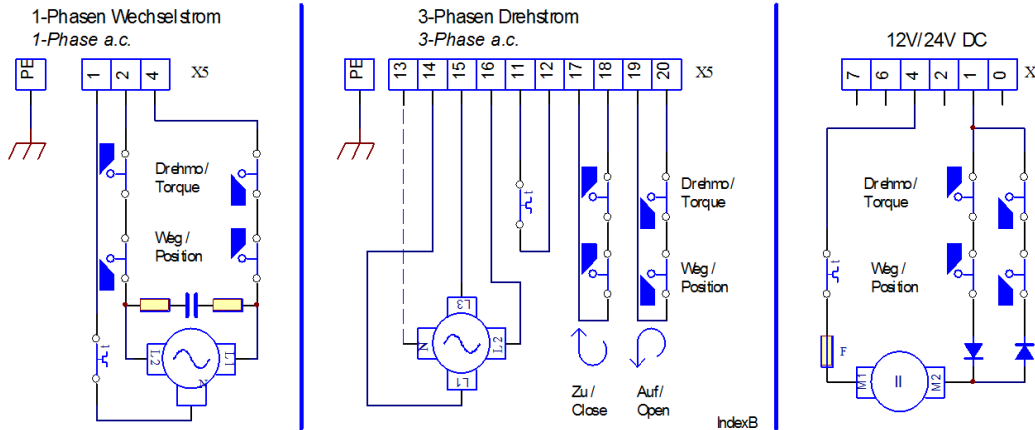 1-Phasen Wechselstrom
1-Phase a.c.
PE
1 2 4
X5
Drehmo/
Torque
Weg /
Position
t
L2
L1
N
3-Phasen Drehstrom
3-Phase a.c.
PE
13 14 15 16 11 12 17 18 19 20
X5
t
Drehmo/
Torque
Weg /
Position
L3
N
L2
L1
Zu /
Close
Auf/
Open
IndexB
12V/24V DC
7 6 4 2 1 0
X
Drehmo/
Torque
Weg /
Position
t
F
M1
II
M2